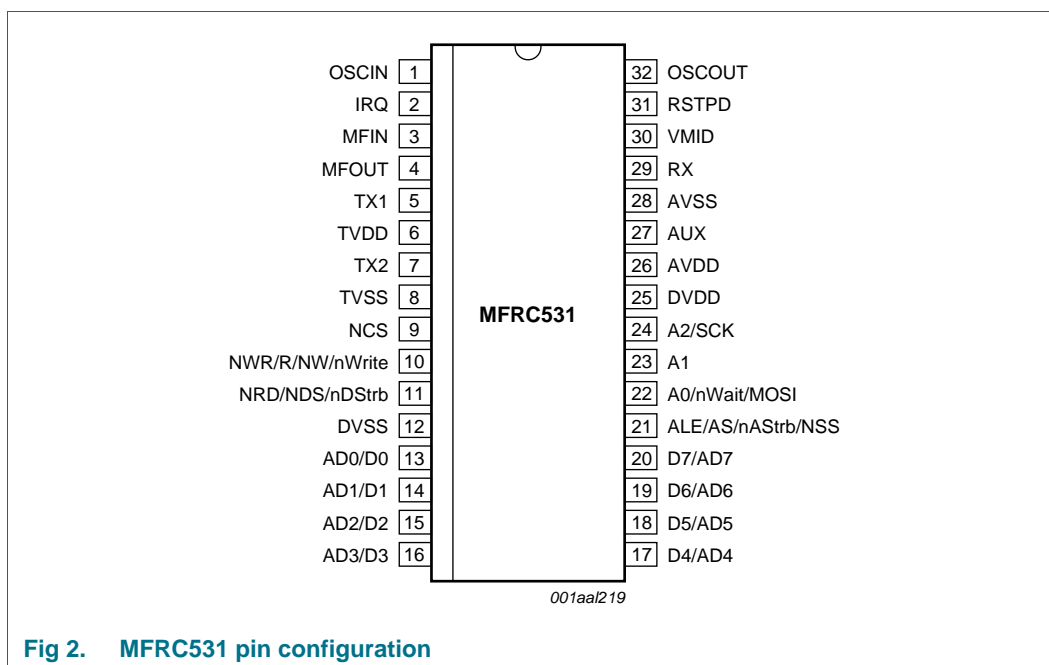 OSCIN 1 32 OSCOUT
IRQ 2 31 RSTPD
MFIN 3 30 VMID
MFOUT 4 29 RX
TX1 5 28 AVSS
TVDD 6 27 AUX
TX2 7 26 AVDD
TVSS 8 25 DVDD
MFRC531
NCS 9 24 A2/SCK
NWR/R/NW/nWrite 10 23 A1
NRD/NDS/nDStrb 11 22 A0/nWait/MOSI
DVSS 12 21 ALE/AS/nAStrb/NSS
AD0/D0 13 20 D7/AD7
AD1/D1 14 19 D6/AD6
AD2/D2 15 18 D5/AD5
AD3/D3 16 17 D4/AD4
001aal219
Fig 2. MFRC531 pin configuration